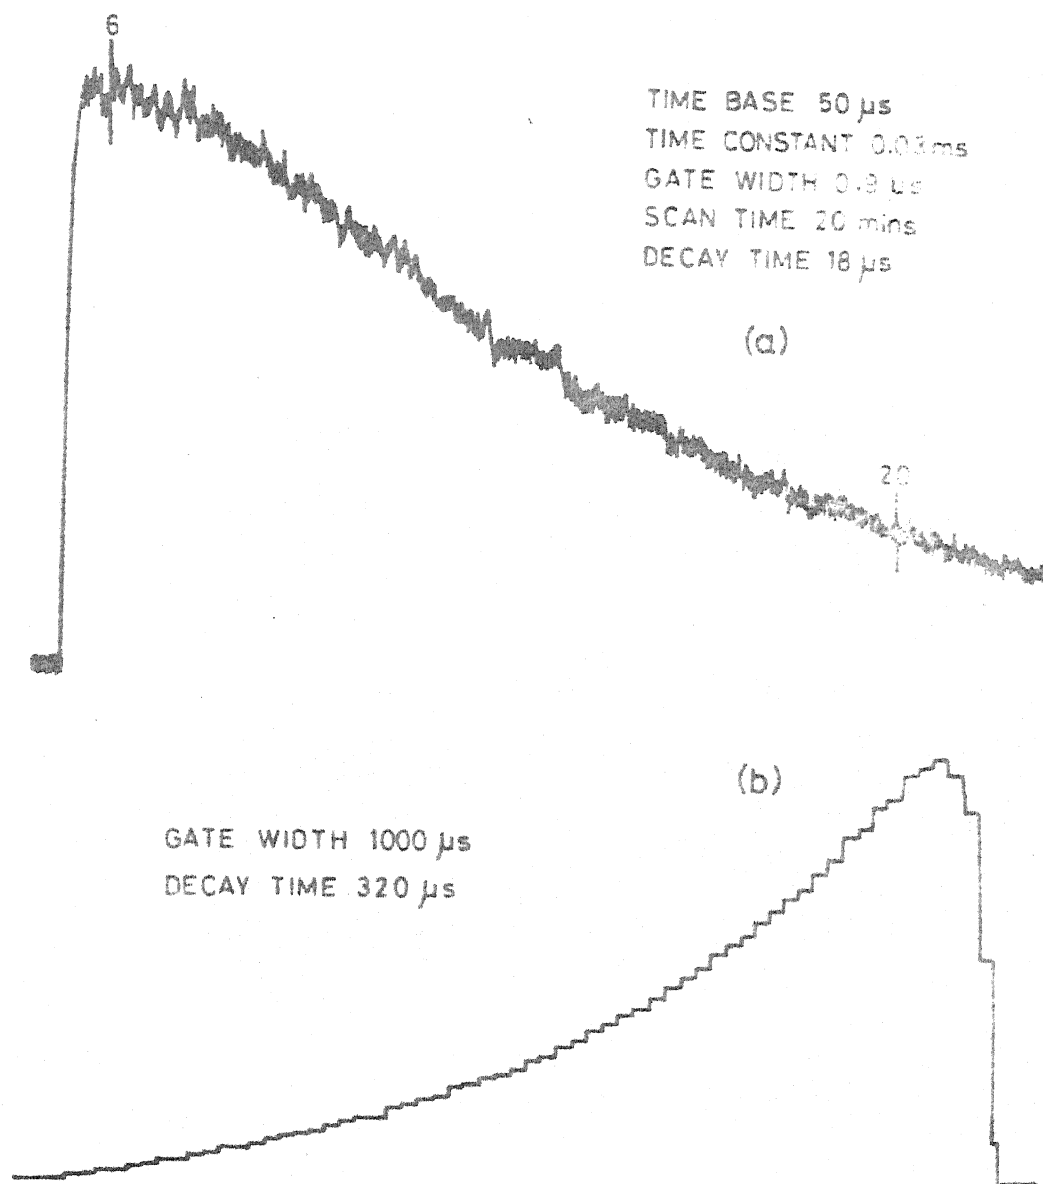 6
TIME BASE 50 μs
TIME CONSTANT 0.03 ms
GATE WIDTH 0.9 μs
SCAN TIME 20 mins
DECAY TIME 18 μs
(a)
20
(b)
GATE WIDTH 1000 μs
DECAY TIME 320 μs